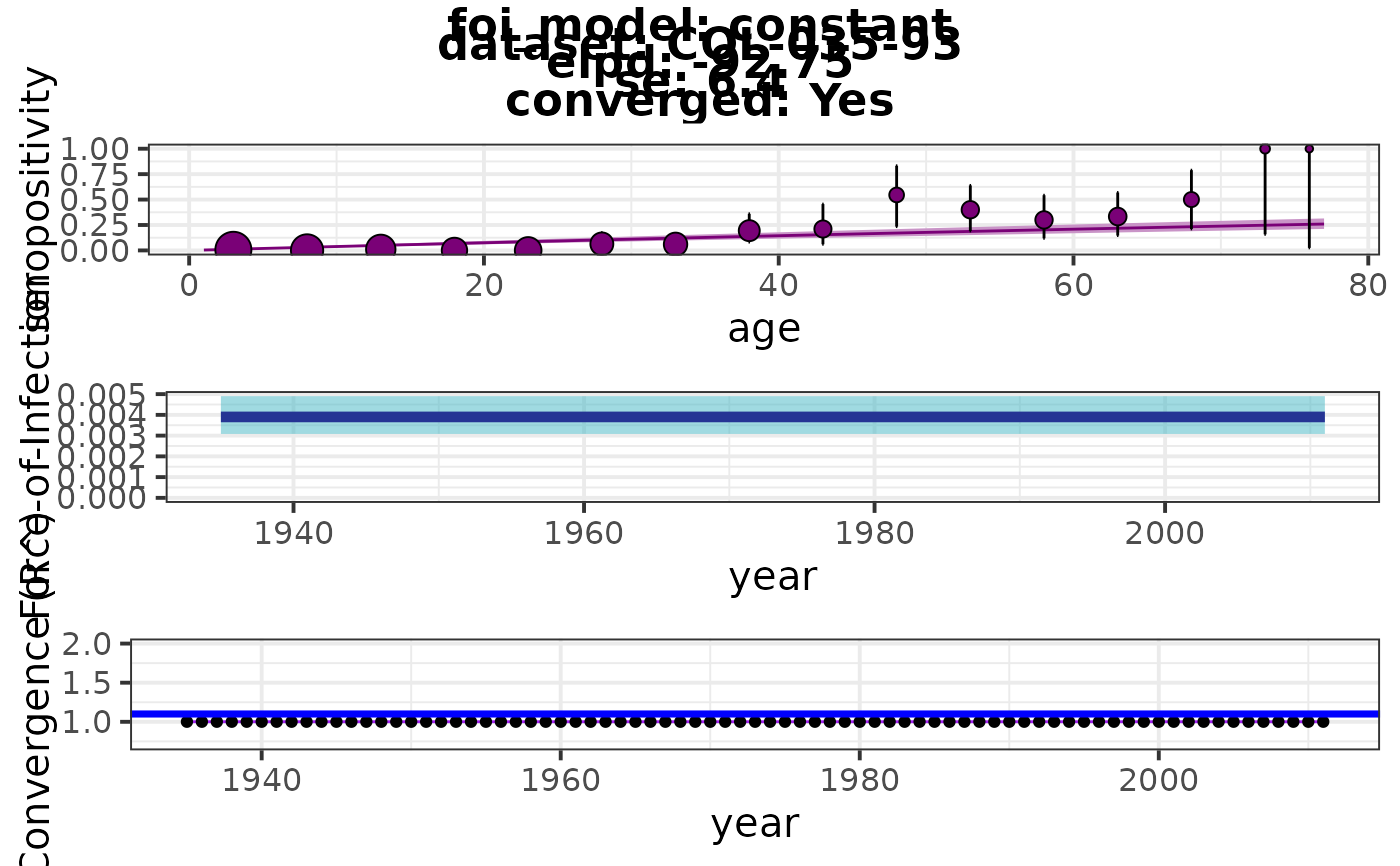 foi_model: constant
dataset: COL-035-93
elpd: -92.75
se: 6.4
converged: Yes
seropositivity
1.00
0.75
0.50
0.25
0.00
0 20 40 60 80
age
Force-of-Infection
0.005
0.004
0.003
0.002
0.001
0.000
1940 1960 1980 2000
year
Convergence (R^)
2.0
1.5
1.0
1940 1960 1980 2000
year